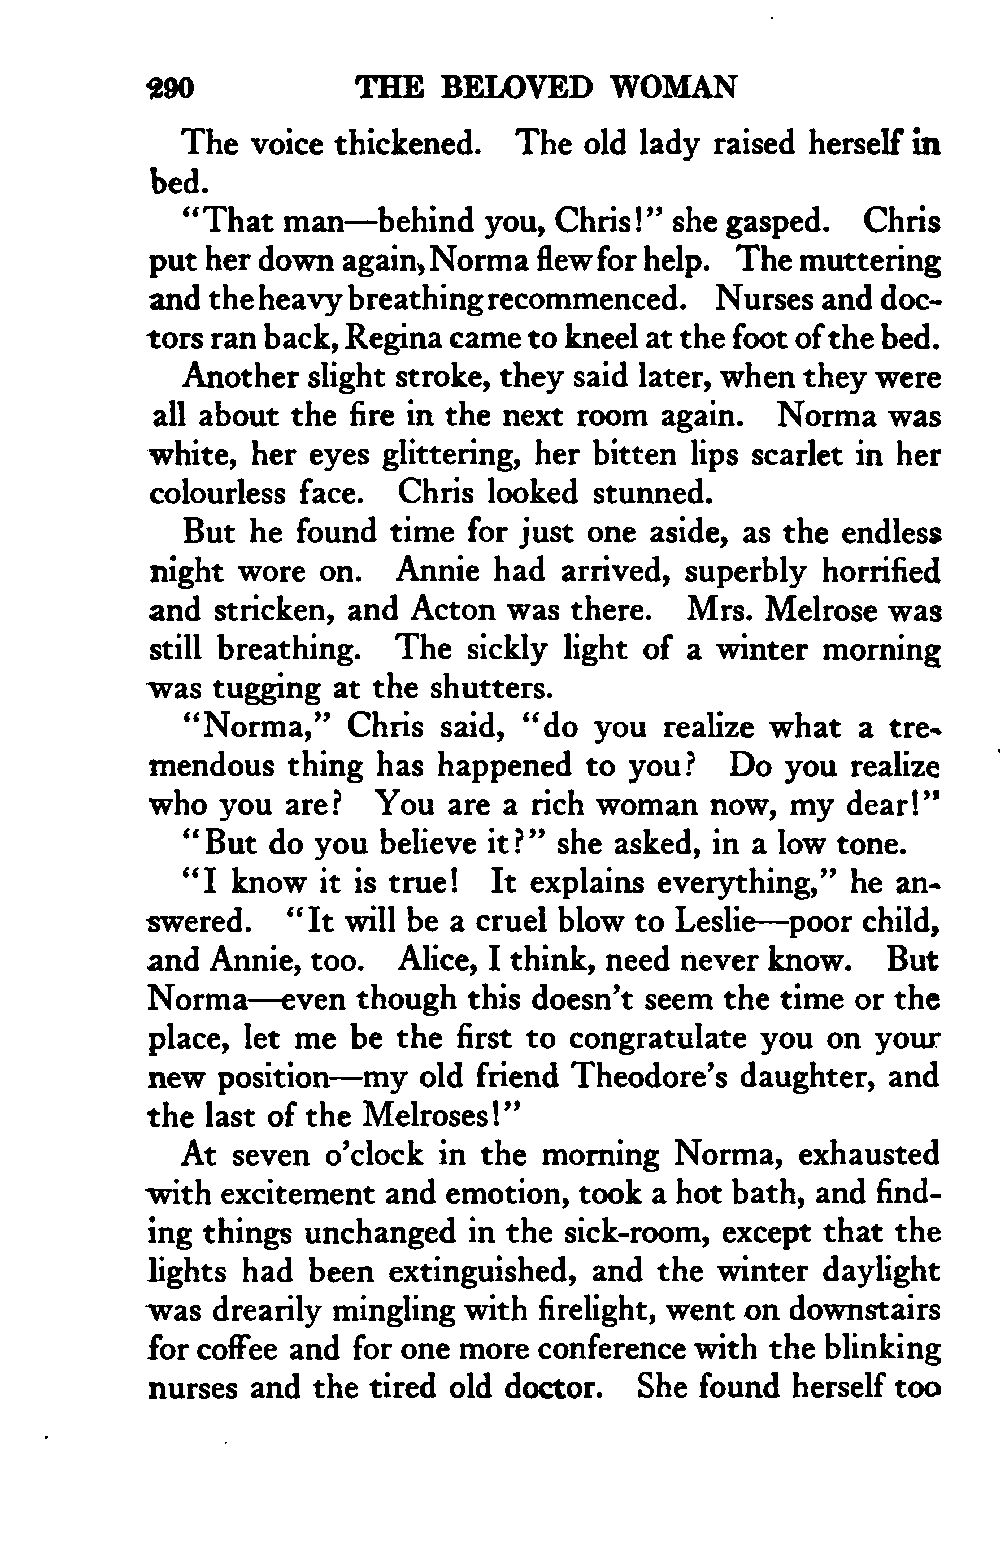 290 THE BELOVED WOMAN
The voice thickened. The old lady raised herself in
bed.
“That man—behind you, Chris!” she gasped. Chris
put her down again, Norma flew for help. The muttering
and the heavy breathing recommenced. Nurses and doc-
tors ran back, Regina came to kneel at the foot of the bed.
Another slight stroke, they said later, when they were
all about the fire in the next room again. Norma was
white, her eyes glittering, her bitten lips scarlet in her
colourless face. Chris looked stunned.
But he found time for just one aside, as the endless
night wore on. Annie had arrived, superbly horrified
and stricken, and Acton was there. Mrs. Melrose was
still breathing. The sickly light of a winter morning
was tugging at the shutters.
“Norma,” Chris said, “do you realize what a tre-
mendous thing has happened to you? Do you realize
who you are? You are a rich woman now, my dear!”
“But do you believe it?” she asked, in a low tone.
“I know it is true! It explains everything,” he an-
swered. “It will be a cruel blow to Leslie—poor child,
and Annie, too. Alice, I think, need never know. But
Norma—even though this doesn’t seem the time or the
place, let me be the first to congratulate you on your
new position—my old friend Theodore’s daughter, and
the last of the Melroses!”
At seven o’clock in the morning Norma, exhausted
with excitement and emotion, took a hot bath, and find-
ing things unchanged in the sick-room, except that the
lights had been extinguished, and the winter daylight
was drearily mingling with firelight, went on downstairs
for coffee and for one more conference with the blinking
nurses and the tired old doctor. She found herself too